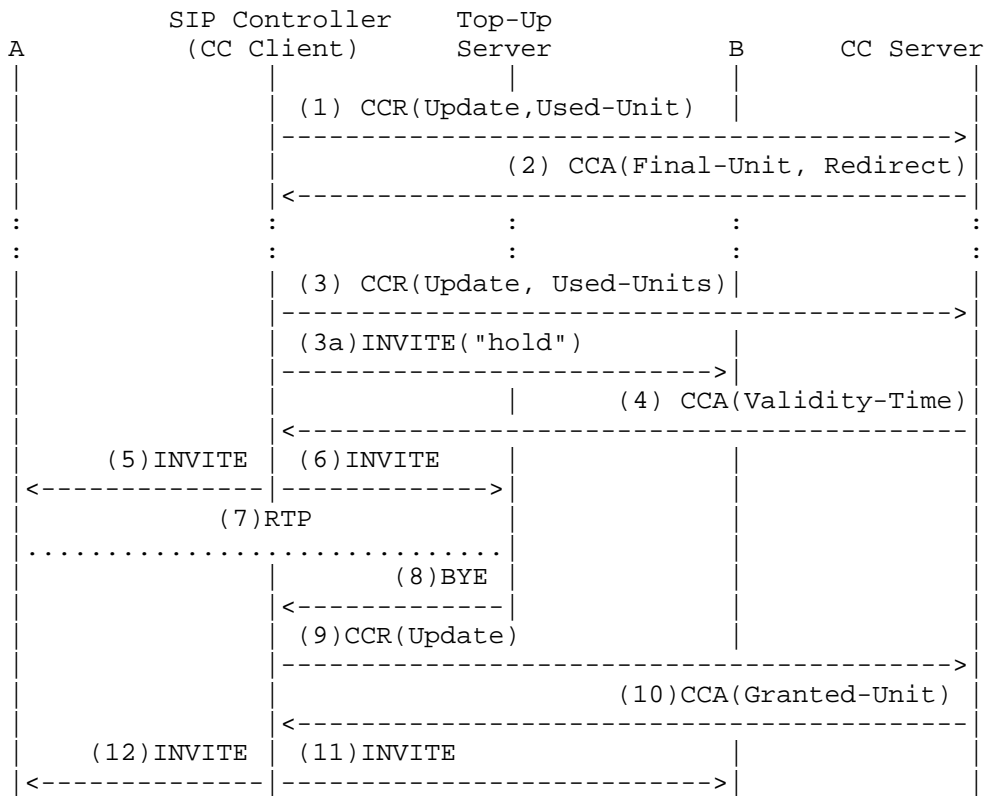 SIP Controller Top-Up
A (CC Client) Server B CC Server
(1) CCR(Update,Used-Unit)
(2) CCA(Final-Unit, Redirect)
(3) CCR(Update, Used-Units)
(3a)INVITE("hold")
(4) CCA(Validity-Time)
(5)INVITE (6)INVITE
(7)RTP
(8)BYE
(9)CCR(Update)
(10)CCA(Granted-Unit)
(12)INVITE (11)INVITE